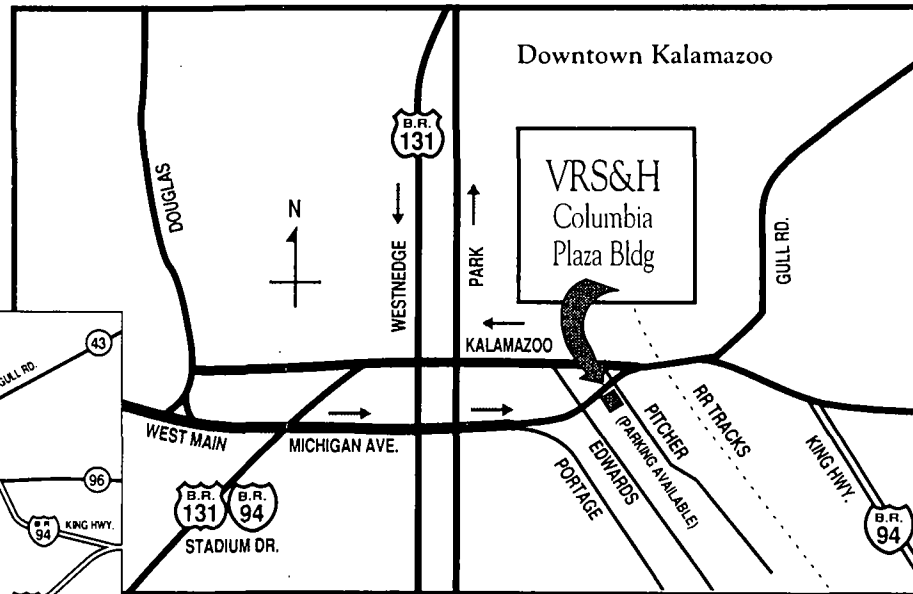 Downtown Kalamazoo
B.R.
131
VRS&H
Columbia
Plaza Bldg
DOUGLAS
N
WESTNEDGE
PARK
GULL RD.
KALAMAZOO
GULL RD.
43
WEST MAIN
MICHIGAN AVE.
PORTAGE
EDWARDS
(PARKING AVAILABLE)
PITCHER
RR TRACKS
KING HWY.
96
B.R.
94
KING HWY.
B.R.
131
B.R.
94
STADIUM DR.
B.R.
94